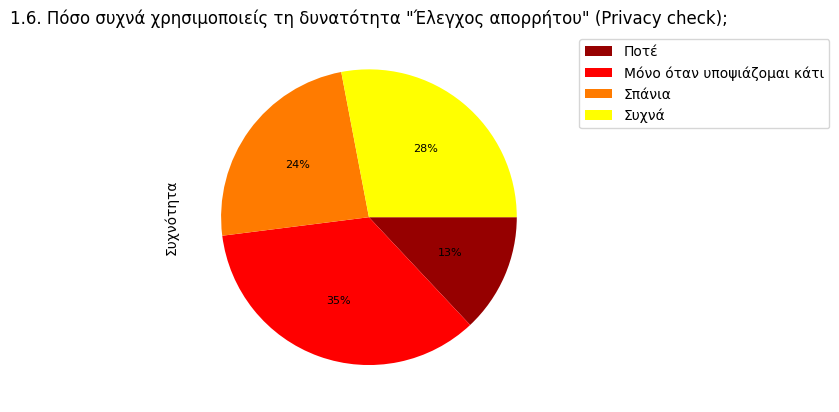 1.6. Πόσο συχνά χρησιμοποιείς τη δυνατότητα "Έλεγχος απορρήτου" (Privacy check);
Ποτέ
Μόνο όταν υποψιάζομαι κάτι
Σπάνια
Συχνά
28%
24%
13%
35%
Συχνότητα